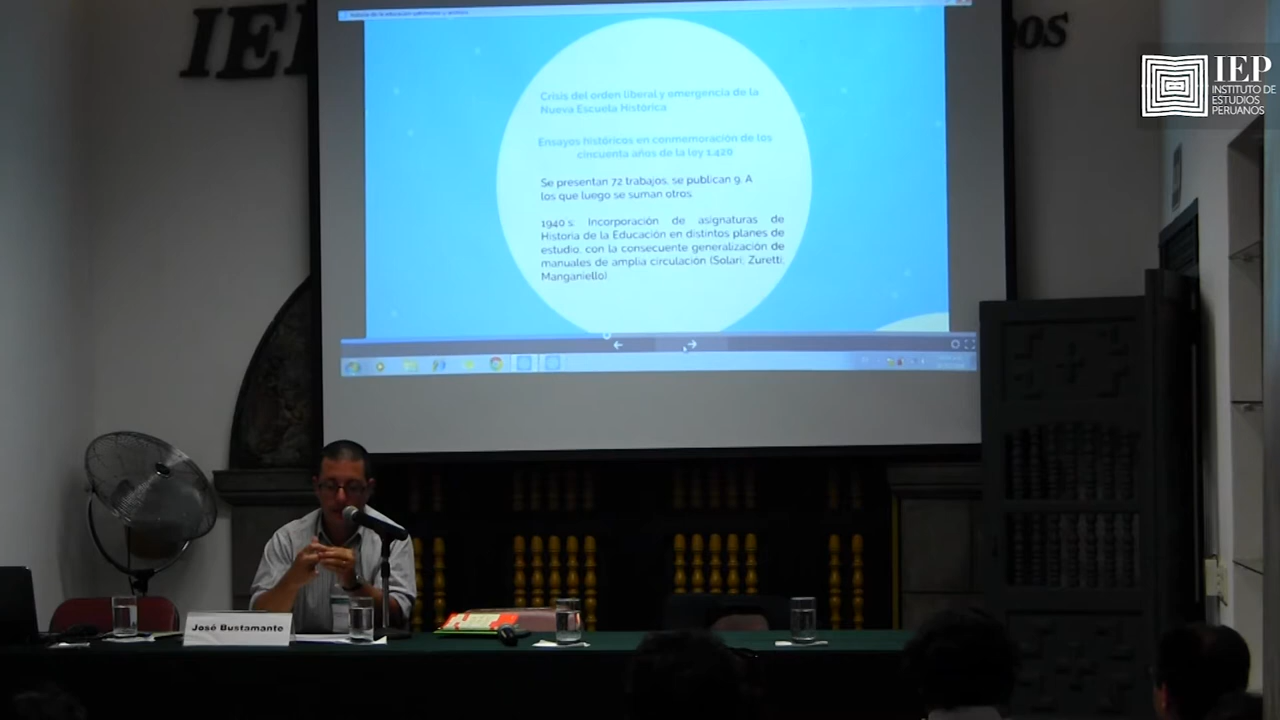 IEP
eos
IEP
INSTITUTO DE
ESTUDIOS
PERUANOS
Crisis del orden liberal y emergencia de la
Nueva Escuela Histórica
Ensayos históricos en conmemoración de los
cincuenta años de la ley 1.420
Se presentan 72 trabajos, se publican 9. A
los que luego se suman otros
1940's: Incorporación de asignaturas de
Historia de la Educación en distintos planes de
estudio, con la consecuente generalización de
manuales de amplia circulación (Solari, Zuretti,
Manganiello)
José Bustamante